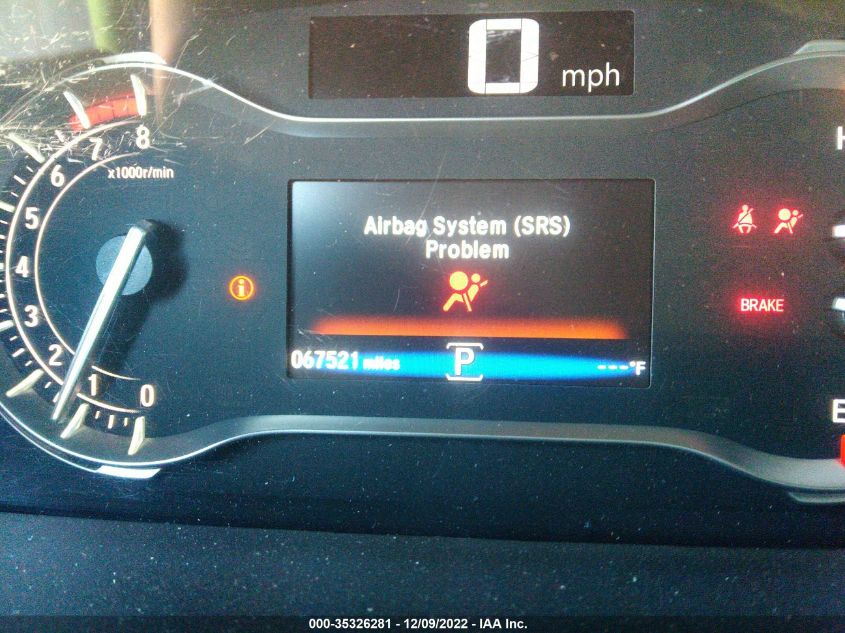 0 mph
8
7
6
x1000r/min
5
4
3
2
1
0
Airbag System (SRS)
Problem
i
BRAKE
067521 miles
P
---°F
H
E
000-35326281 - 12/09/2022 - IAA Inc.